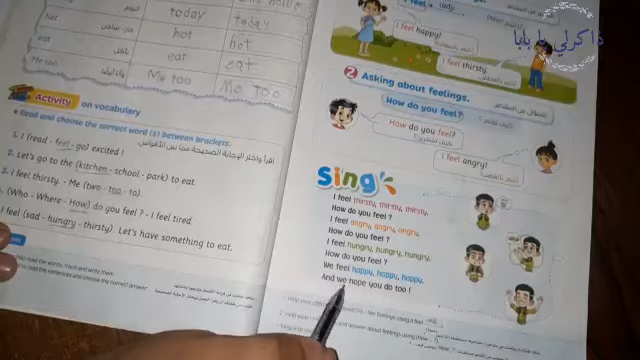 today
today
hot
hot
eat
eat
eat
Me too
Me too
Me too
Activity on vocabulary
Read and choose the correct word (s) between brackets.
اقرأ واختر الإجابة الصحيحة مما بين الأقواس
1. I (read - feel - go) excited !
2. Let's go to the (kitchen - school - park) to eat.
3. I feel thirsty. - Me (two - too - to).
(Who - Where - How) do you feel ? - I feel tired.
I feel (sad - hungry - thirsty). Let's have something to eat.
ذاكرلي يا بابا
I feel happy!
I feel thirsty
2 Asking about feelings.
السؤال عن المشاعر
How do you feel?
How do you feel?
I feel angry!
Sing
I feel thirsty, thirsty, thirsty.
How do you feel ?
I feel angry, angry, angry.
How do you feel ?
I feel hungry, hungry, hungry.
How do you feel ?
We feel happy, happy, happy.
And we hope you do too !